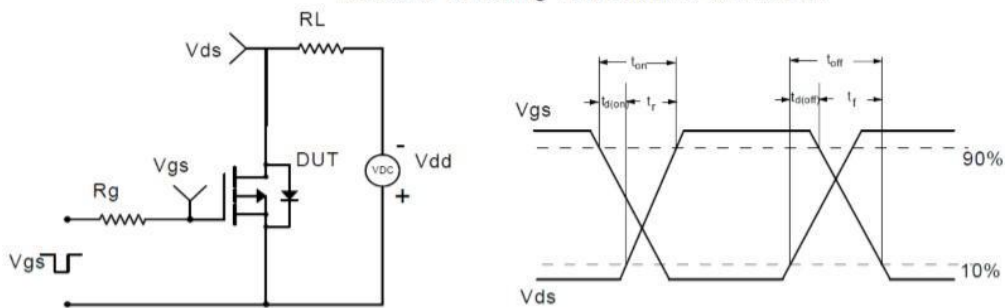 RL
Vds
Vgs
DUT
VDC
-
+
Vdd
Rg
Vgs
ton
toff
td(on)
tr
td(off)
tf
Vgs
90%
10%
Vds